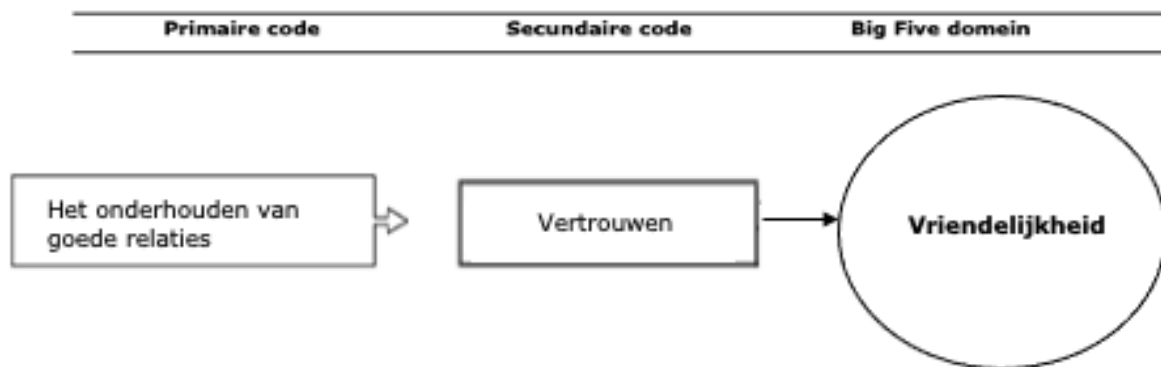 Primaire code Secundaire code Big Five domein
Het onderhouden van
goede relaties
Vertrouwen
Vriendelijkheid